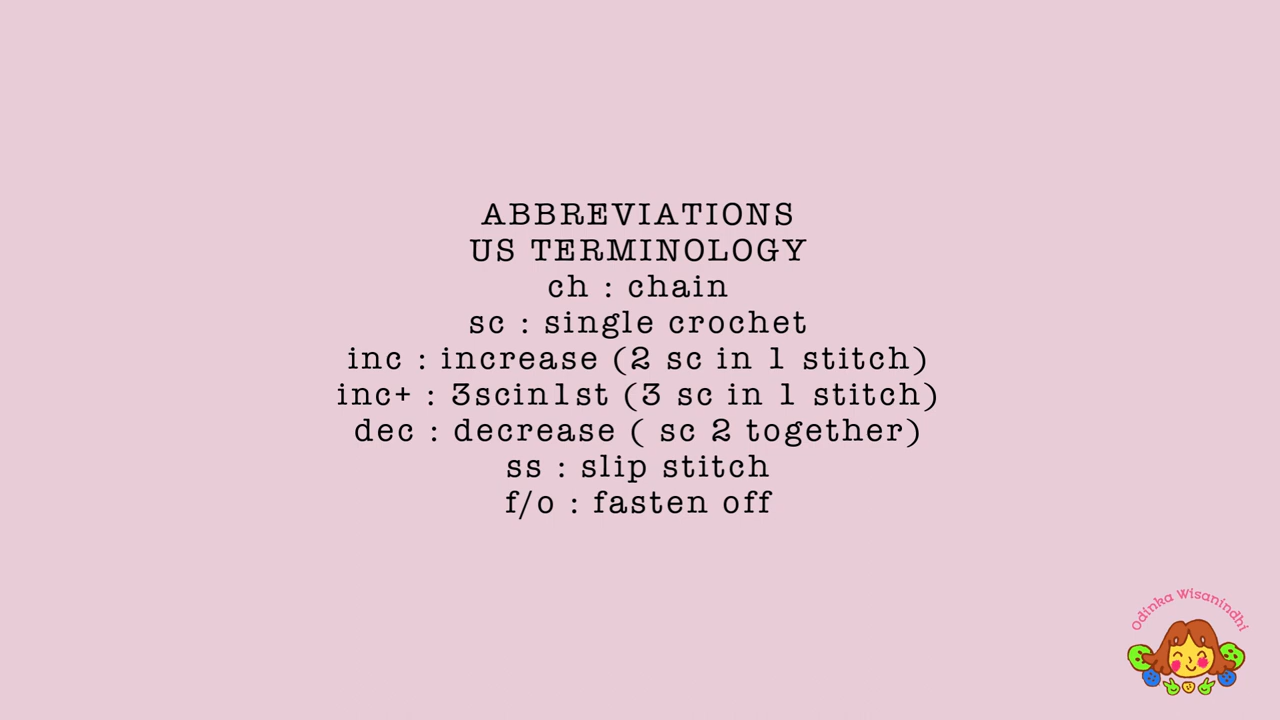 ABBREVIATIONS
US TERMINOLOGY
ch : chain
sc : single crochet
inc : increase (2 sc in 1 stitch)
inc+ : 3scin1st (3 sc in 1 stitch)
dec : decrease ( sc 2 together)
ss : slip stitch
f/o : fasten off
Odinka Wisanindhi